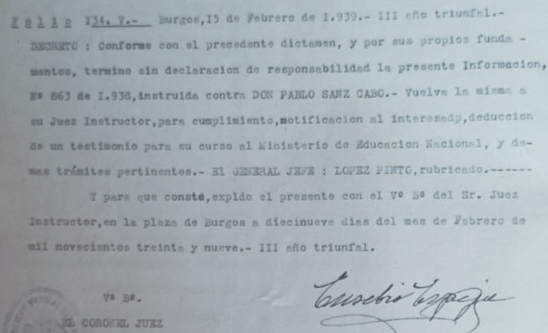 Folio 134. V.- Burgos,15 de Febrero de I.939.- III año triunfal.-
DECRETO : Conforme con el precedente dictamen, y por sus propios funda -
mentos, termino sin declaracion de responsabilidad la presente Informacion,
Nº 863 de I.938,instruida contra DON PABLO SANZ CABO.- Vuelva la misma a
su Juez Instructor,para cumplimiento,notificacion al interesado,deduccion
de un testimonio para su curso al Ministerio de Educacion Nacional, y de-
mas trámites pertinentes.- El GENERAL JEFE : LOPEZ PINTO,rubricado.------
Y para que conste,expido el presente con el Vº Bº del Sr. Juez
Instructor,en la plaza de Burgos a diecinueve dias del mes de Febrero de
mil movecientos treinta y nueve.- III año triunfal.
Vº Bº.
Eusebio Espeja
EL CORONEL JUEZ